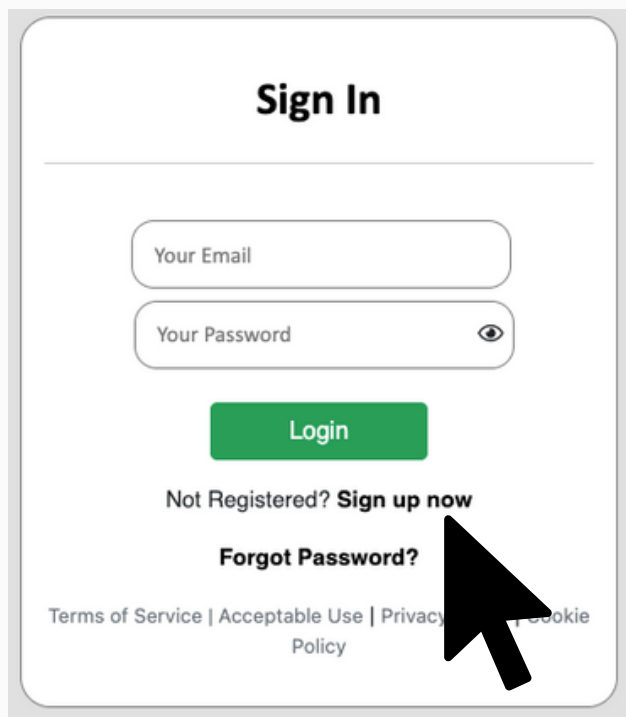 Sign In
Your Email
Your Password
Login
Not Registered? Sign up now
Forgot Password?
Terms of Service | Acceptable Use | Privacy | Cookie
Policy